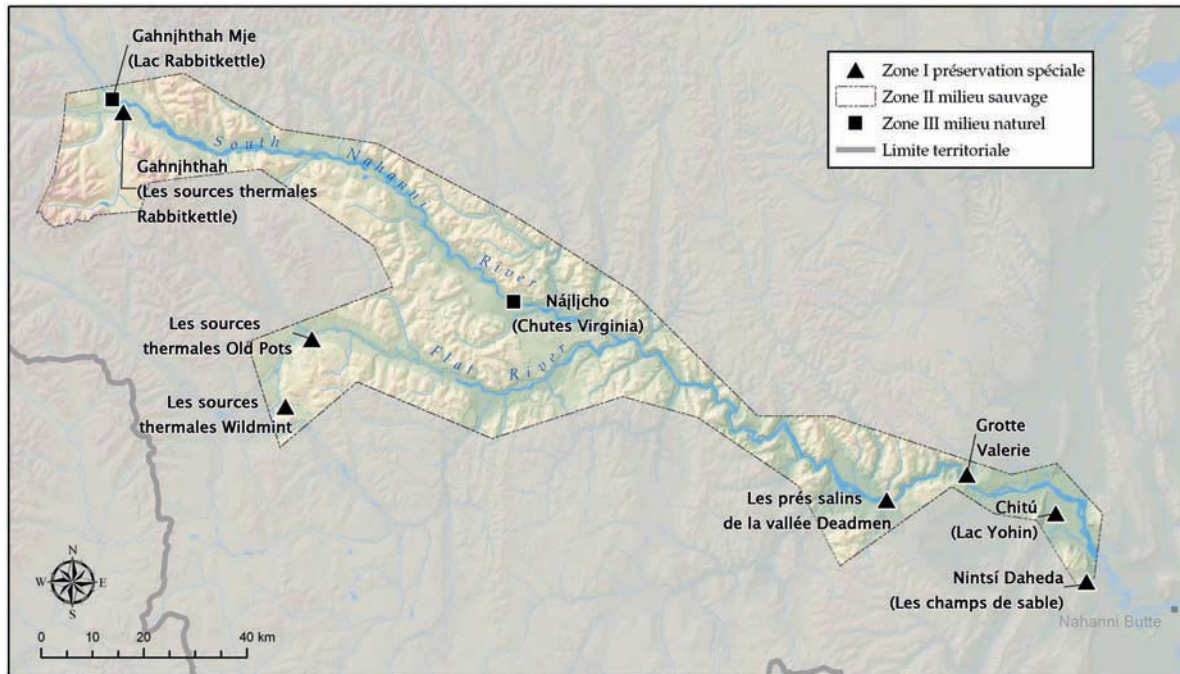 Gahnįhthah Mįe
(Lac Rabbitkettle)
Zone I préservation spéciale
Zone II milieu sauvage
Zone III milieu naturel
Limite territoriale
South
Nahanni
River
Gahnįhthah
(Les sources thermales
Rabbitkettle)
Náįlįcho
(Chutes Virginia)
Les sources
thermales Old Pots
Flat
River
Les sources
thermales Wildmint
Grotte
Valerie
Les prés salins
de la vallée Deadmen
Chitú
(Lac Yohin)
Nintsí Daheda
(Les champs de sable)
Nahanni Butte
N
W E
S
0 10 20 40 km